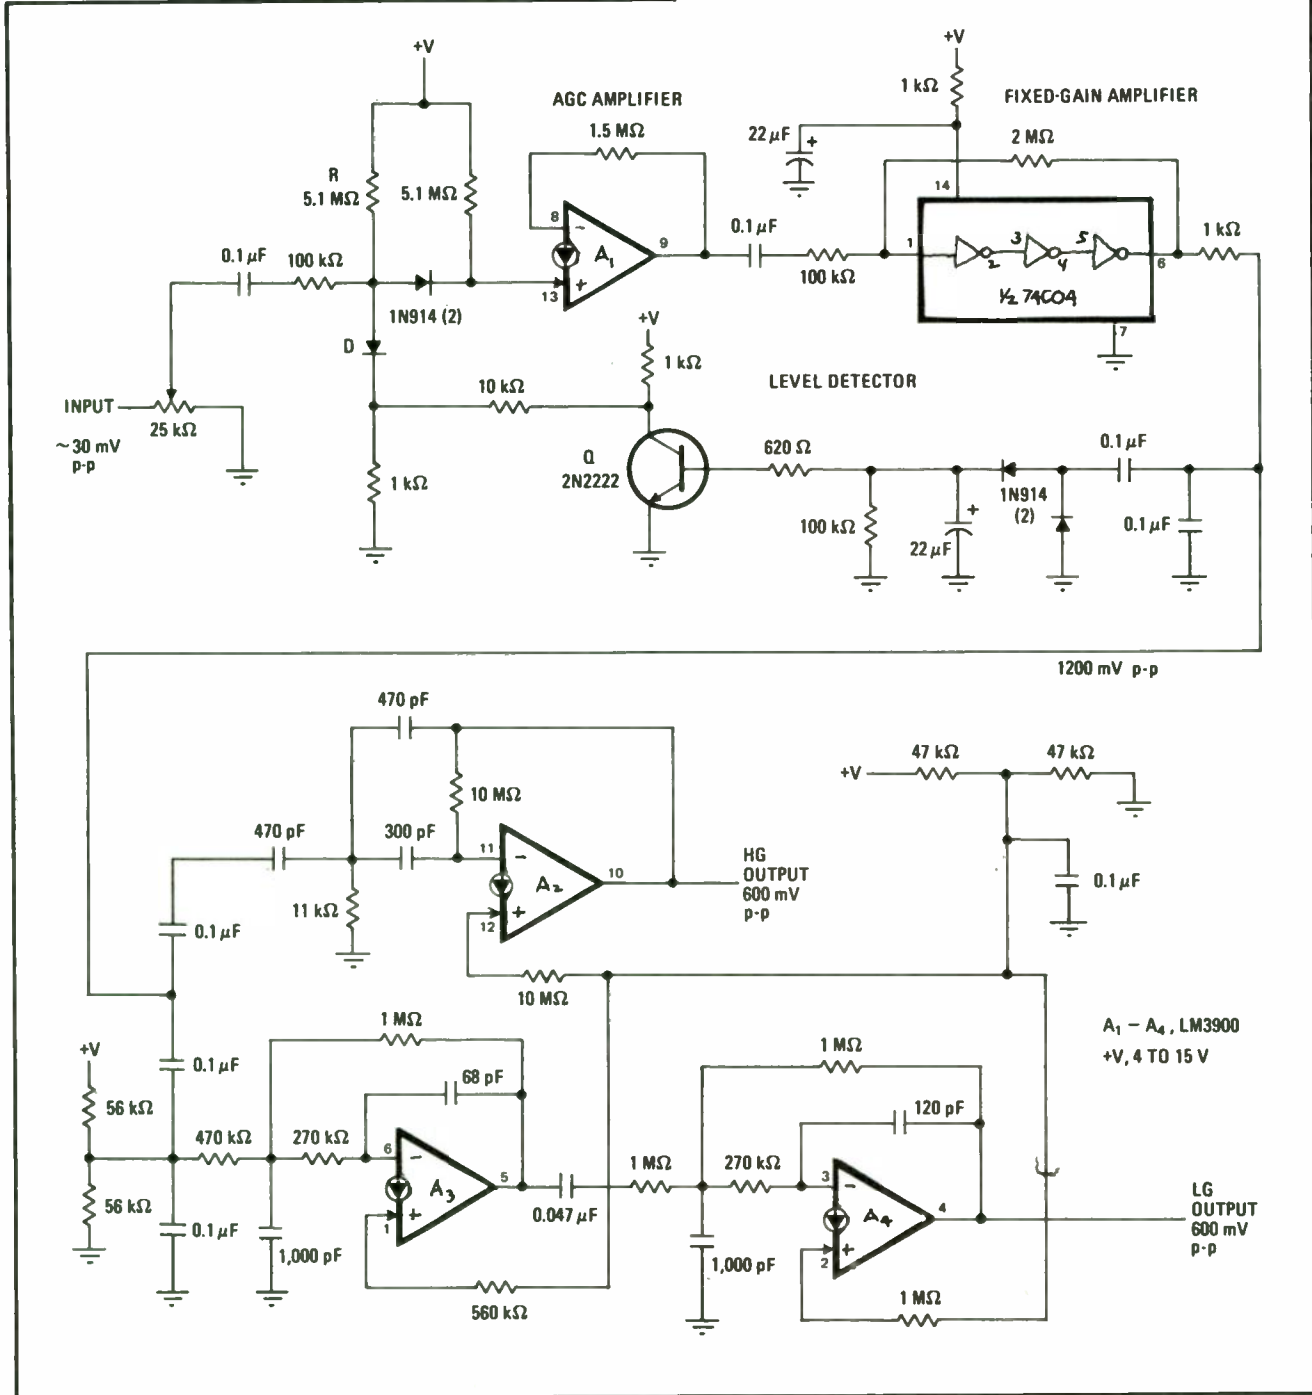 +V
+V
AGC AMPLIFIER
1 kΩ
FIXED-GAIN AMPLIFIER
1.5 MΩ
22 μF
+
2 MΩ
R
5.1 MΩ
5.1 MΩ
14
8
−
0.1 μF
1
3
5
1 kΩ
0.1 μF
100 kΩ
A1
9
2
4
6
+
13
100 kΩ
½ 74C04
1N914 (2)
+V
7
D
1 kΩ
LEVEL DETECTOR
10 kΩ
INPUT
25 kΩ
~30 mV
p-p
Q
2N2222
620 Ω
0.1 μF
1 kΩ
1N914
(2)
100 kΩ
+
22 μF
0.1 μF
1200 mV p-p
470 pF
47 kΩ
47 kΩ
+V
10 MΩ
470 pF
300 pF
11
−
HG
OUTPUT
600 mV
p-p
10
A2
0.1 μF
11 kΩ
+
12
0.1 μF
10 MΩ
1 MΩ
A1 – A4, LM3900
+V, 4 TO 15 V
+V
1 MΩ
0.1 μF
68 pF
56 kΩ
120 pF
470 kΩ
270 kΩ
6
−
1 MΩ
270 kΩ
3
−
5
A3
56 kΩ
LG
OUTPUT
600 mV
p-p
4
A4
+
1
0.047 μF
0.1 μF
1,000 pF
1,000 pF
+
2
560 kΩ
1 MΩ